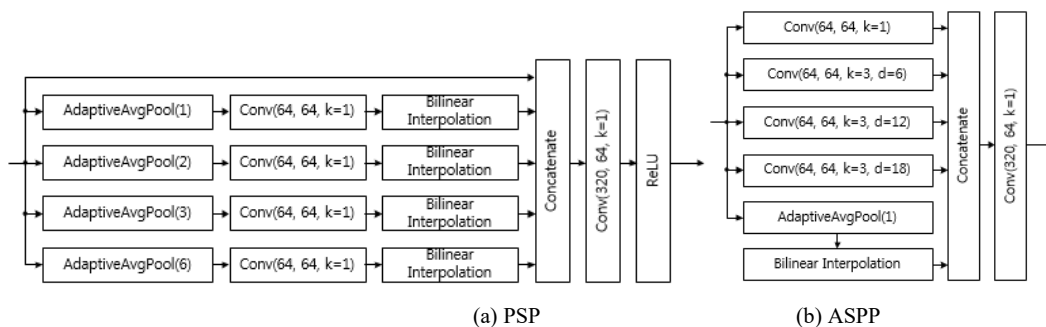 AdaptiveAvgPool(1)
Conv(64, 64, k=1)
Bilinear
Interpolation
AdaptiveAvgPool(2)
Conv(64, 64, k=1)
Bilinear
Interpolation
AdaptiveAvgPool(3)
Conv(64, 64, k=1)
Bilinear
Interpolation
AdaptiveAvgPool(6)
Conv(64, 64, k=1)
Bilinear
Interpolation
Concatenate
Conv(320, 64, k=1)
ReLU
(a) PSP
Conv(64, 64, k=1)
Conv(64, 64, k=3, d=6)
Conv(64, 64, k=3, d=12)
Conv(64, 64, k=3, d=18)
AdaptiveAvgPool(1)
Bilinear Interpolation
Concatenate
Conv(320, 64, k=1)
(b) ASPP